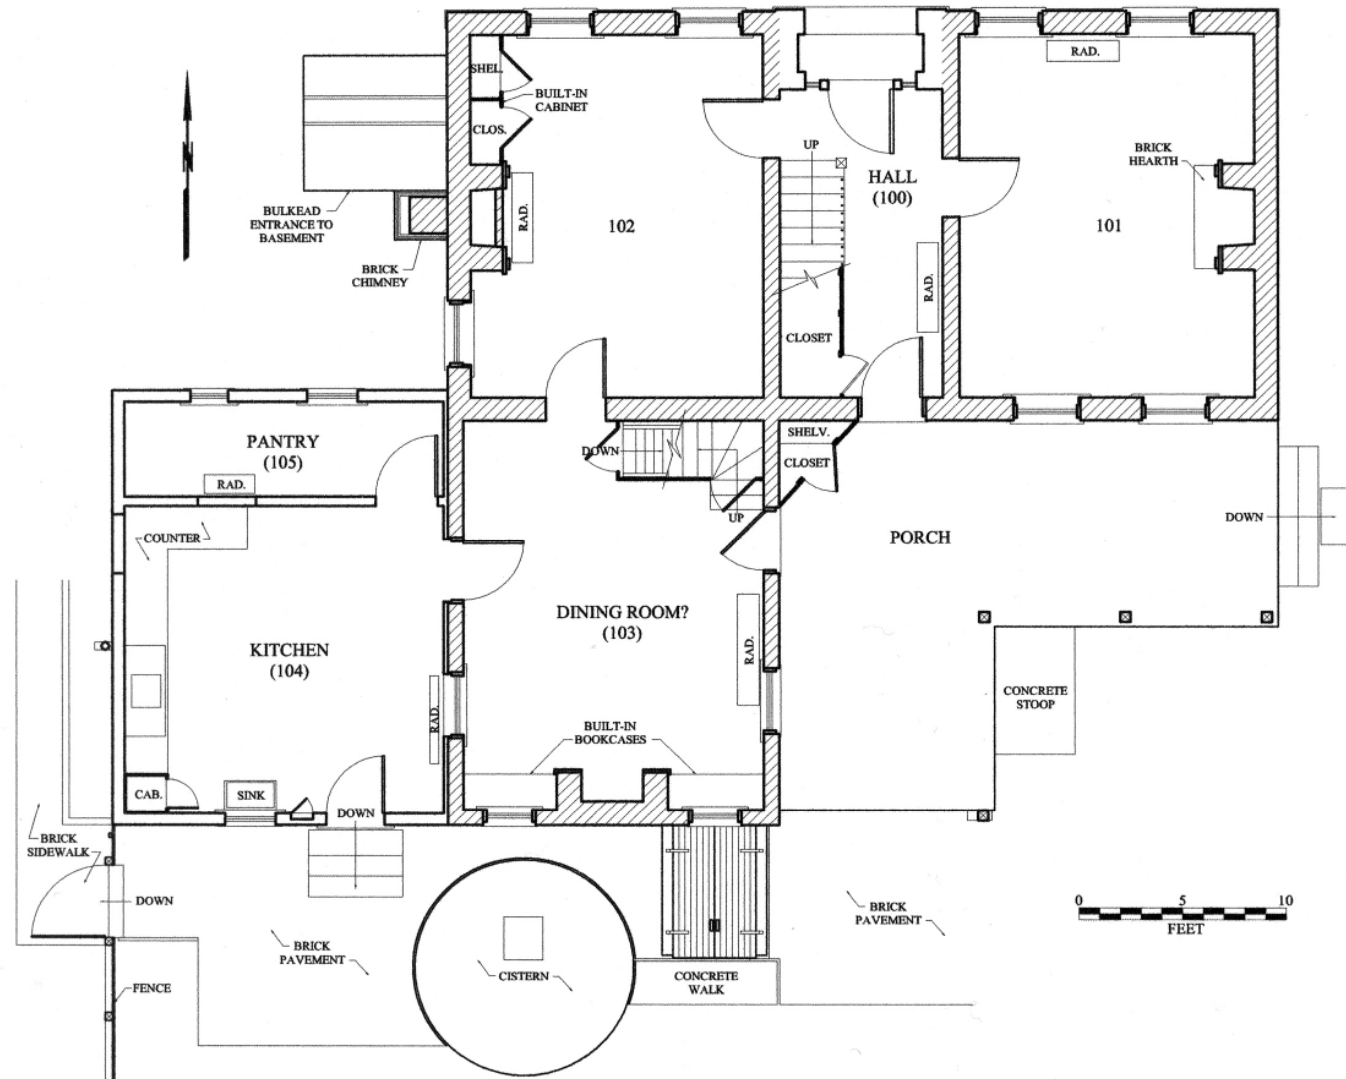 SHEL.
BUILT-IN
CABINET
CLOS.
RAD.
BULKEAD
ENTRANCE TO
BASEMENT
BRICK
CHIMNEY
102
UP
HALL
(100)
RAD.
CLOSET
RAD.
BRICK
HEARTH
101
N
PANTRY
(105)
RAD.
DOWN
UP
SHELV.
CLOSET
PORCH
DOWN
COUNTER
KITCHEN
(104)
RAD.
CAB.
SINK
DOWN
DINING ROOM?
(103)
RAD.
BUILT-IN
BOOKCASES
CONCRETE
STOOP
BRICK
SIDEWALK
DOWN
FENCE
BRICK
PAVEMENT
CISTERN
CONCRETE
WALK
BRICK
PAVEMENT
0 5 10
FEET